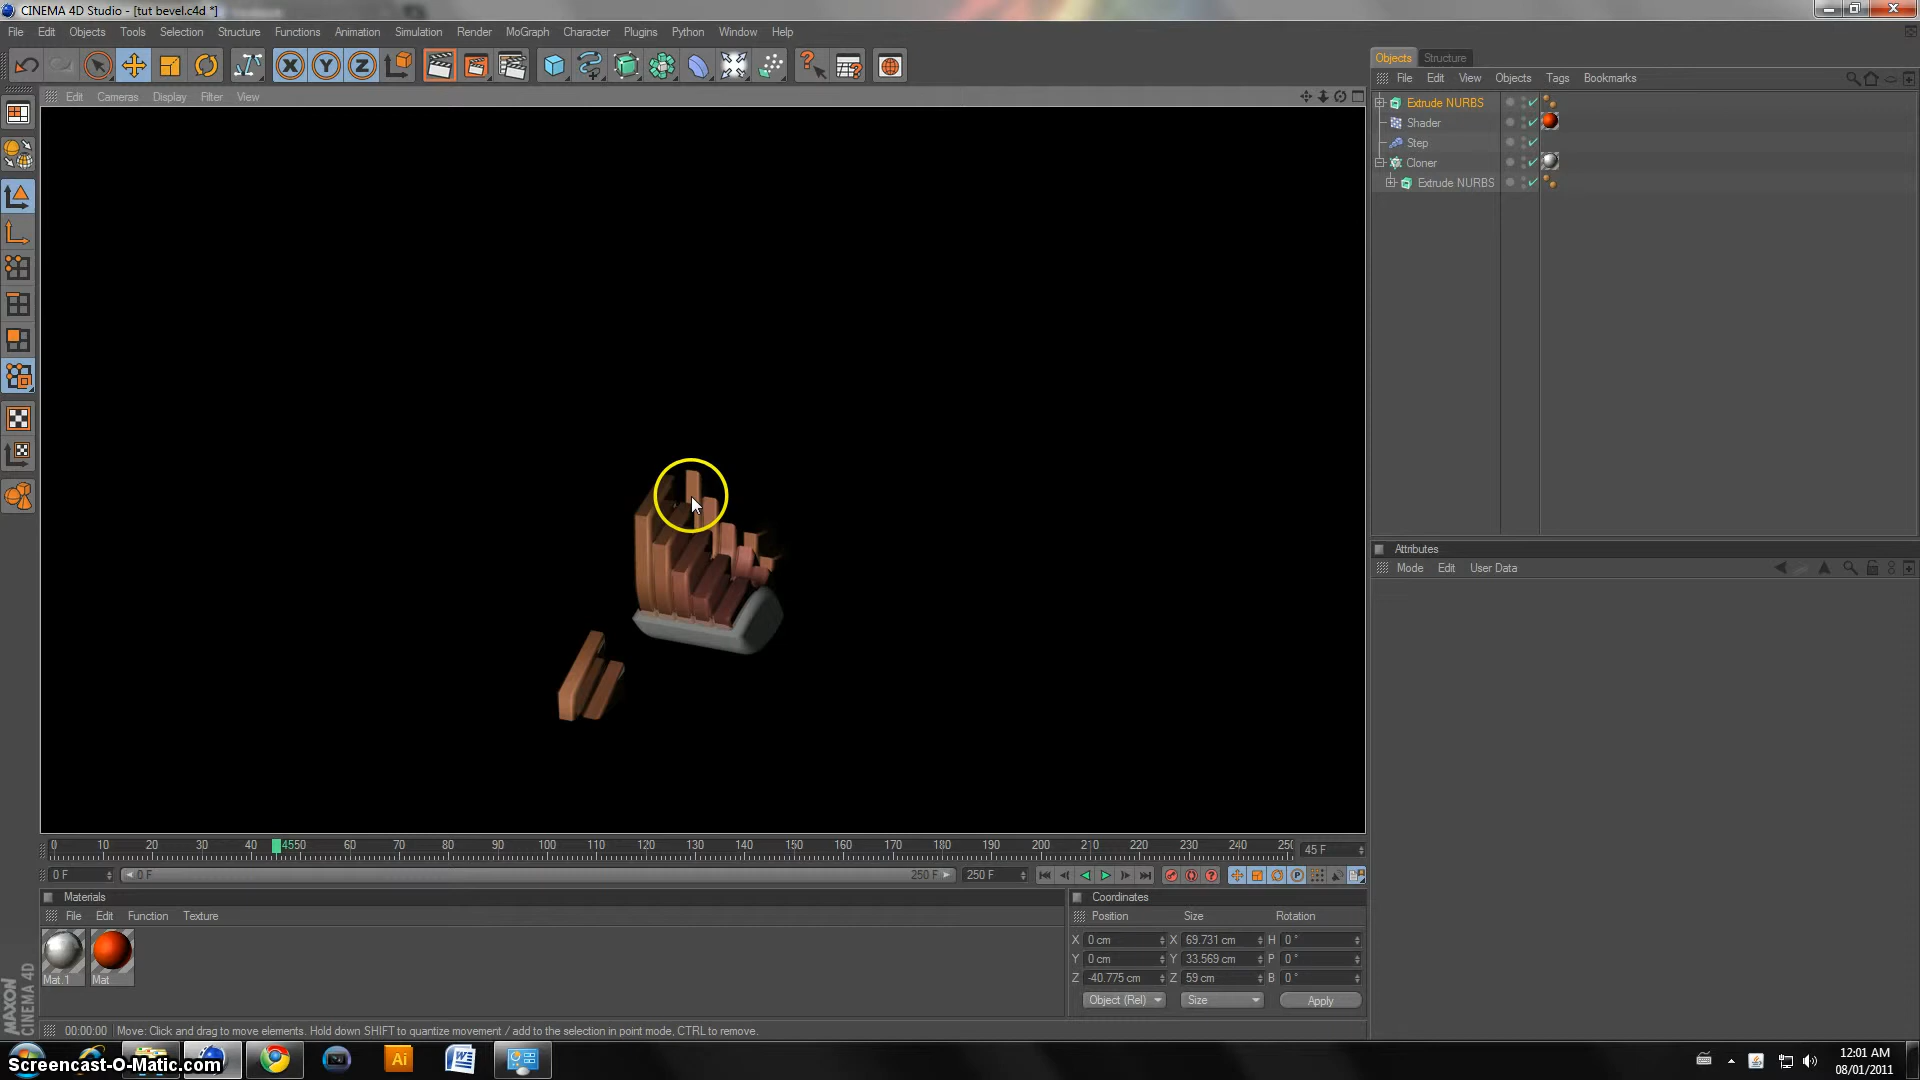 CINEMA 4D Studio - [tut bevel.c4d *]
File Edit Objects Tools Selection Structure Functions Animation Simulation Render MoGraph Character Plugins Python Window Help
X Y Z
Edit Cameras Display Filter View
Objects Structure
File Edit View Objects Tags Bookmarks
Extrude NURBS
Shader
Step
Cloner
Extrude NURBS
Attributes
Mode Edit User Data
0 10 20 30 40 4550 60 70 80 90 100 110 120 130 140 150 160 170 180 190 200 210 220 230 240 250 45 F
0 F 0 F 250 F 250 F
Materials
File Edit Function Texture
Mat.1 Mat
Coordinates
Position Size Rotation
X 0 cm X 69.731 cm H 0 °
Y 0 cm Y 33.569 cm P 0 °
Z -40.775 cm Z 59 cm B 0 °
Object (Rel) Size Apply
MAXON CINEMA 4D
00:00:00 Move: Click and drag to move elements. Hold down SHIFT to quantize movement / add to the selection in point mode, CTRL to remove.
Screencast-O-Matic.com
Ai
12:01 AM
08/01/2011